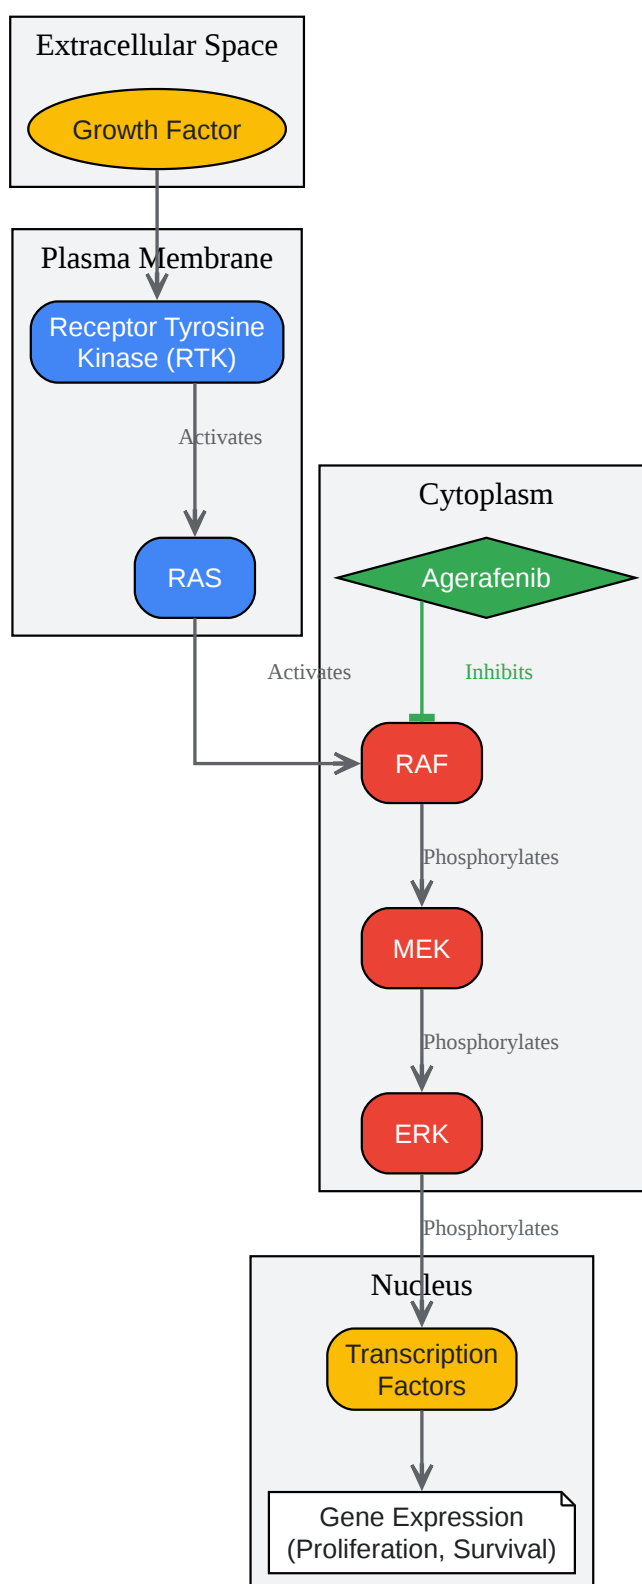 Extracellular Space
Growth Factor
Plasma Membrane
Receptor Tyrosine
Kinase (RTK)
Activates
RAS
Cytoplasm
Agerafenib
Activates
Inhibits
RAF
Phosphorylates
MEK
Phosphorylates
ERK
Phosphorylates
Nucleus
Transcription
Factors
Gene Expression
(Proliferation, Survival)